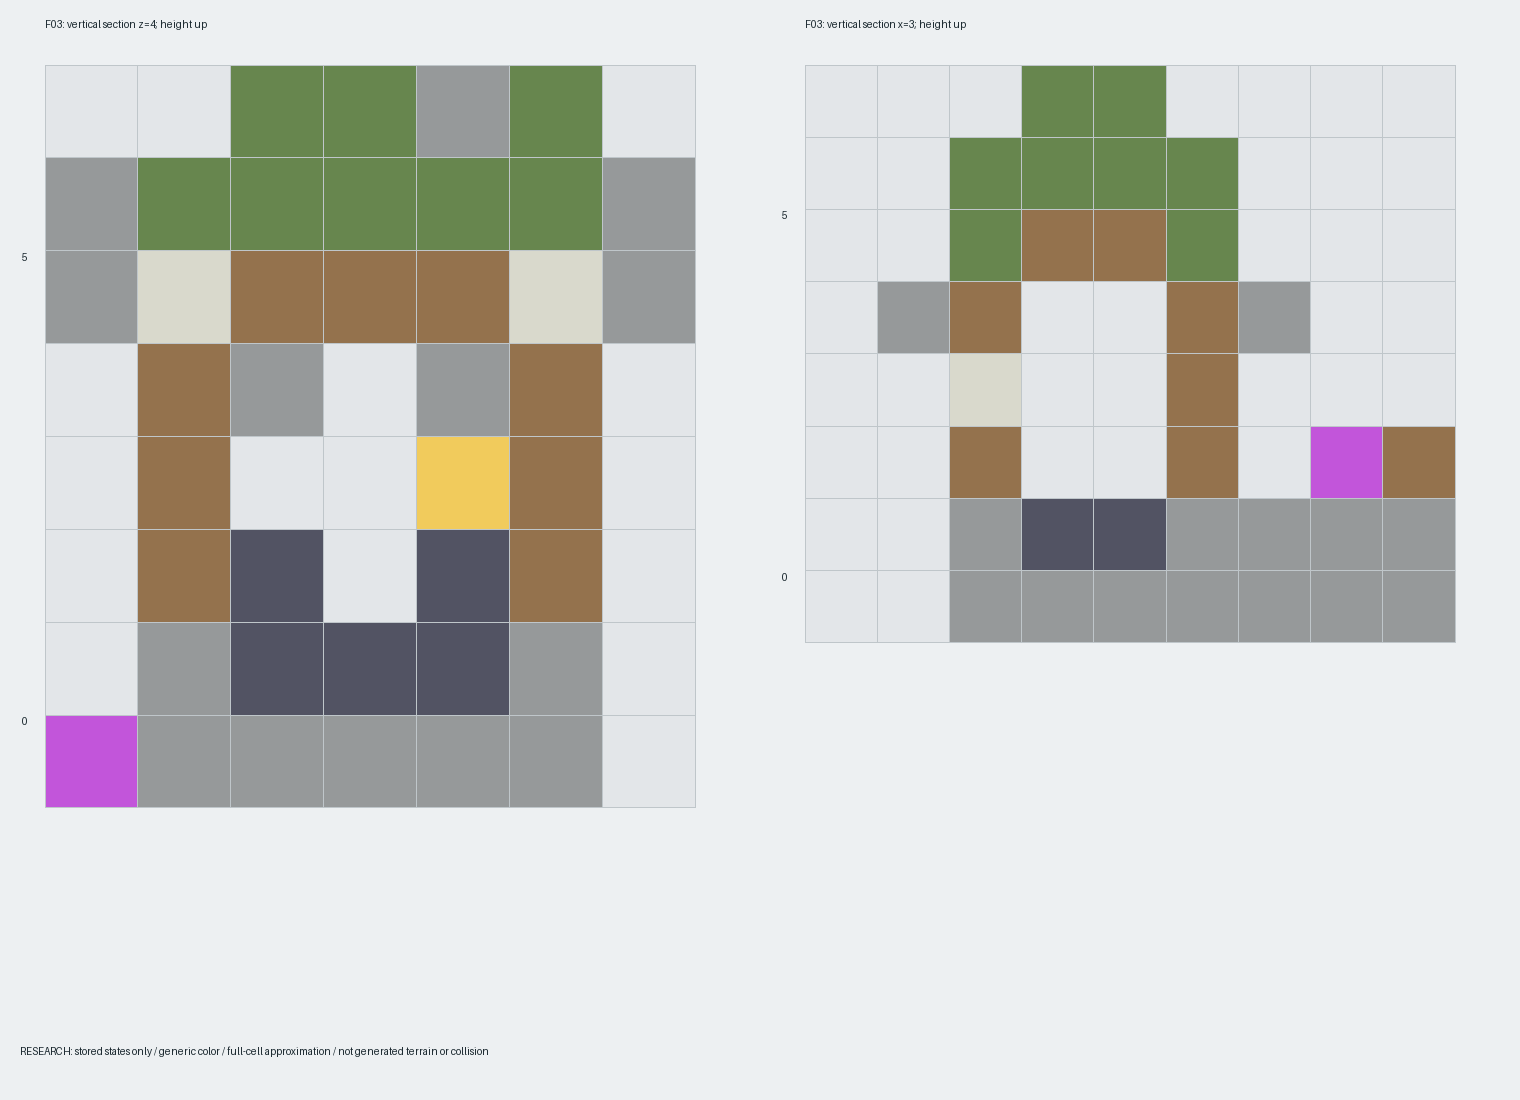 F03: vertical section z=4; height up
F03: vertical section x=3; height up
5
0
5
0
RESEARCH: stored states only / generic color / full-cell approximation / not generated terrain or collision